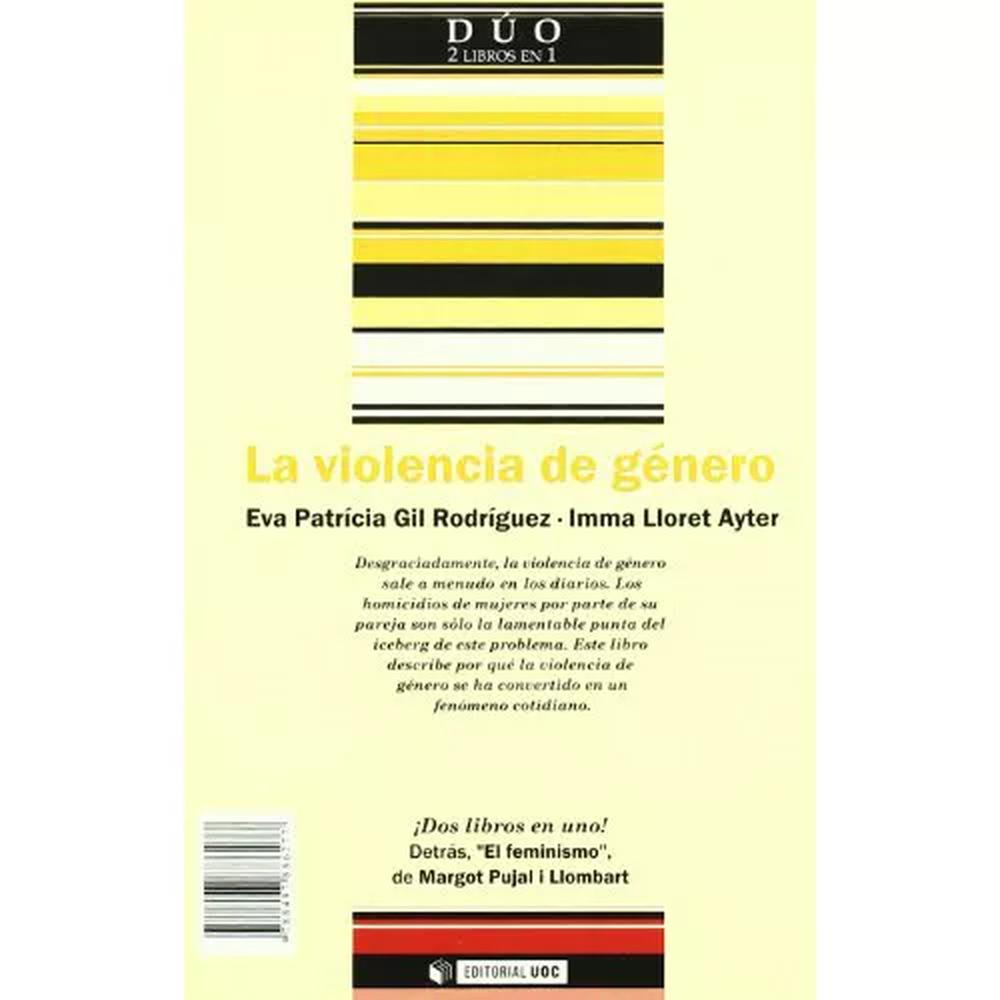 DÚO
2 LIBROS EN 1
La violencia de género
Eva Patrícia Gil Rodríguez · Imma Lloret Ayter
Desgraciadamente, la violencia de género
sale a menudo en los diarios. Los
homicidios de mujeres por parte de su
pareja son sólo la lamentable punta del
iceberg de este problema. Este libro
describe por qué la violencia de
género se ha convertido en un
fenómeno cotidiano.
¡Dos libros en uno!
Detrás, "El feminismo",
de Margot Pujal i Llombart
EDITORIAL UOC